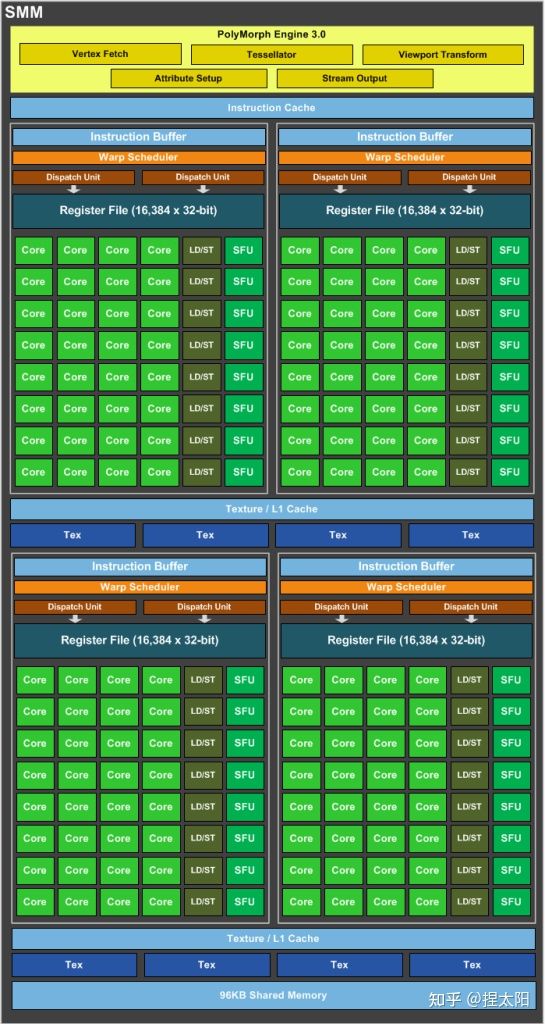 SMM
PolyMorph Engine 3.0
Vertex Fetch Tessellator Viewport Transform
Attribute Setup Stream Output
Instruction Cache
Instruction Buffer Instruction Buffer
Warp Scheduler Warp Scheduler
Dispatch Unit Dispatch Unit Dispatch Unit Dispatch Unit
Register File (16,384 x 32-bit) Register File (16,384 x 32-bit)
Core Core Core Core LD/ST SFU Core Core Core Core LD/ST SFU
Core Core Core Core LD/ST SFU Core Core Core Core LD/ST SFU
Core Core Core Core LD/ST SFU Core Core Core Core LD/ST SFU
Core Core Core Core LD/ST SFU Core Core Core Core LD/ST SFU
Core Core Core Core LD/ST SFU Core Core Core Core LD/ST SFU
Core Core Core Core LD/ST SFU Core Core Core Core LD/ST SFU
Core Core Core Core LD/ST SFU Core Core Core Core LD/ST SFU
Core Core Core Core LD/ST SFU Core Core Core Core LD/ST SFU
Texture / L1 Cache
Tex Tex Tex Tex
Instruction Buffer Instruction Buffer
Warp Scheduler Warp Scheduler
Dispatch Unit Dispatch Unit Dispatch Unit Dispatch Unit
Register File (16,384 x 32-bit) Register File (16,384 x 32-bit)
Core Core Core Core LD/ST SFU Core Core Core Core LD/ST SFU
Core Core Core Core LD/ST SFU Core Core Core Core LD/ST SFU
Core Core Core Core LD/ST SFU Core Core Core Core LD/ST SFU
Core Core Core Core LD/ST SFU Core Core Core Core LD/ST SFU
Core Core Core Core LD/ST SFU Core Core Core Core LD/ST SFU
Core Core Core Core LD/ST SFU Core Core Core Core LD/ST SFU
Core Core Core Core LD/ST SFU Core Core Core Core LD/ST SFU
Core Core Core Core LD/ST SFU Core Core Core Core LD/ST SFU
Texture / L1 Cache
Tex Tex Tex Tex
96KB Shared Memory
知乎 @捏太阳